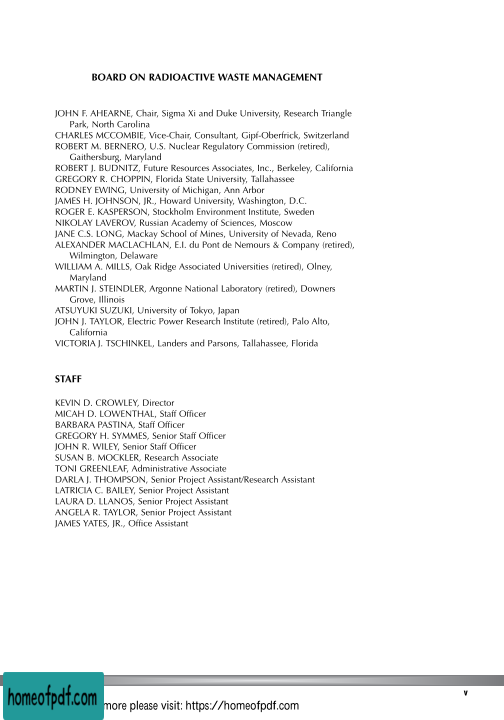 BOARD ON RADIOACTIVE WASTE MANAGEMENT
JOHN F. AHEARNE, Chair, Sigma Xi and Duke University, Research Triangle
Park, North Carolina
CHARLES MCCOMBIE, Vice-Chair, Consultant, Gipf-Oberfrick, Switzerland
ROBERT M. BERNERO, U.S. Nuclear Regulatory Commission (retired),
Gaithersburg, Maryland
ROBERT J. BUDNITZ, Future Resources Associates, Inc., Berkeley, California
GREGORY R. CHOPPIN, Florida State University, Tallahassee
RODNEY EWING, University of Michigan, Ann Arbor
JAMES H. JOHNSON, JR., Howard University, Washington, D.C.
ROGER E. KASPERSON, Stockholm Environment Institute, Sweden
NIKOLAY LAVEROV, Russian Academy of Sciences, Moscow
JANE C.S. LONG, Mackay School of Mines, University of Nevada, Reno
ALEXANDER MACLACHLAN, E.I. du Pont de Nemours & Company (retired),
Wilmington, Delaware
WILLIAM A. MILLS, Oak Ridge Associated Universities (retired), Olney,
Maryland
MARTIN J. STEINDLER, Argonne National Laboratory (retired), Downers
Grove, Illinois
ATSUYUKI SUZUKI, University of Tokyo, Japan
JOHN J. TAYLOR, Electric Power Research Institute (retired), Palo Alto,
California
VICTORIA J. TSCHINKEL, Landers and Parsons, Tallahassee, Florida
STAFF
KEVIN D. CROWLEY, Director
MICAH D. LOWENTHAL, Staff Officer
BARBARA PASTINA, Staff Officer
GREGORY H. SYMMES, Senior Staff Officer
JOHN R. WILEY, Senior Staff Officer
SUSAN B. MOCKLER, Research Associate
TONI GREENLEAF, Administrative Associate
DARLA J. THOMPSON, Senior Project Assistant/Research Assistant
LATRICIA C. BAILEY, Senior Project Assistant
LAURA D. LLANOS, Senior Project Assistant
ANGELA R. TAYLOR, Senior Project Assistant
JAMES YATES, JR., Office Assistant
v
homeofpdf.com
more please visit: https://homeofpdf.com